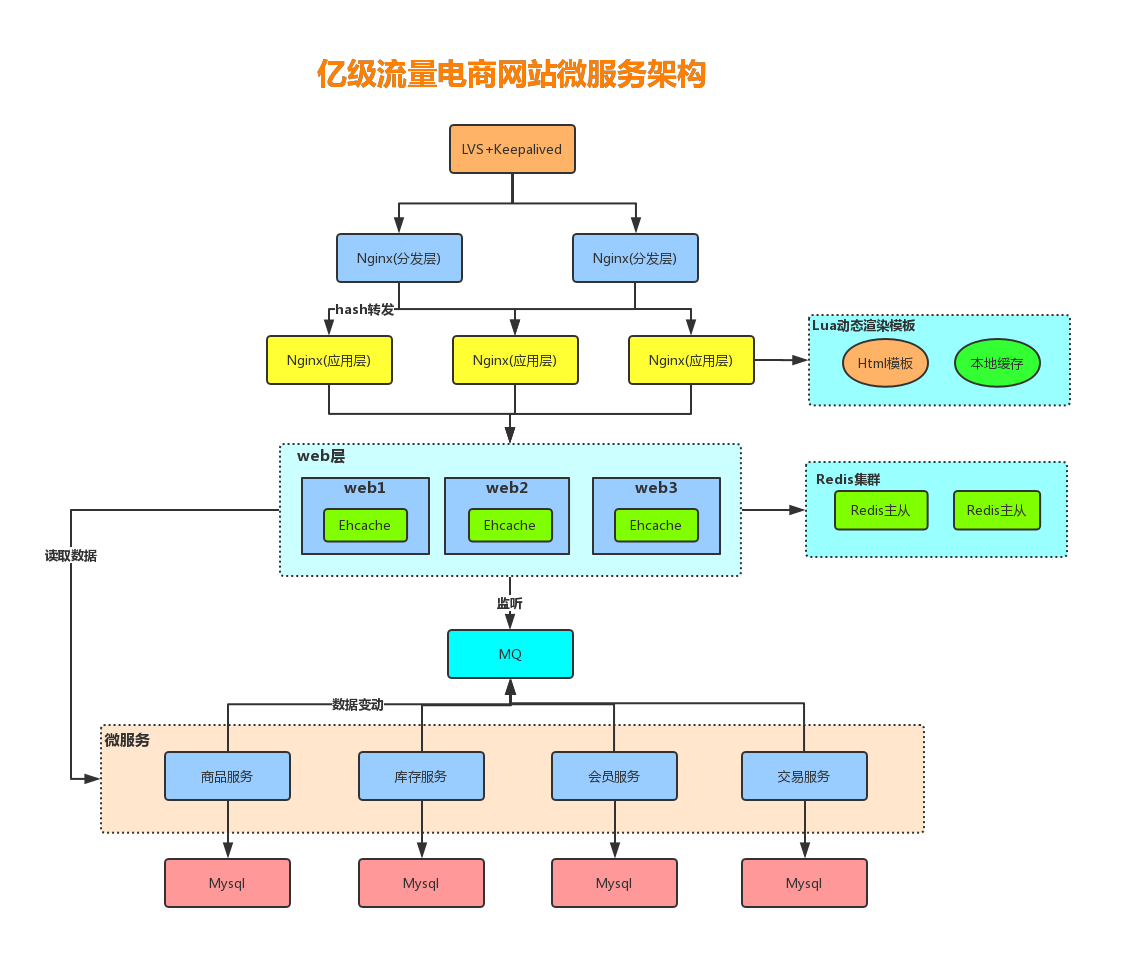 亿级流量电商网站微服务架构
LVS+Keepalived
Nginx(分发层)
Nginx(分发层)
hash转发
Nginx(应用层)
Nginx(应用层)
Nginx(应用层)
Lua动态渲染模板
Html模板
本地缓存
web层
web1
web2
web3
Ehcache
Ehcache
Ehcache
Redis集群
Redis主从
Redis主从
读取数据
监听
MQ
数据变动
微服务
商品服务
库存服务
会员服务
交易服务
Mysql
Mysql
Mysql
Mysql